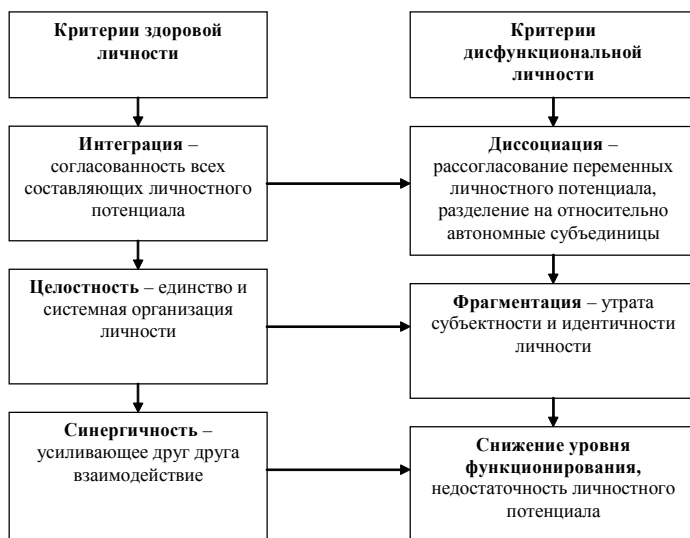 Критерии здоровой
личности
Критерии
дисфункциональной
личности
Интеграция –
согласованность всех
составляющих личностного
потенциала
Диссоциация –
рассогласование переменных
личностного потенциала,
разделение на относительно
автономные субъединицы
Целостность – единство и
системная организация
личности
Фрагментация – утрата
субъектности и идентичности
личности
Синергичность –
усиливающее друг друга
взаимодействие
Снижение уровня
функционирования,
недостаточность личностного
потенциала